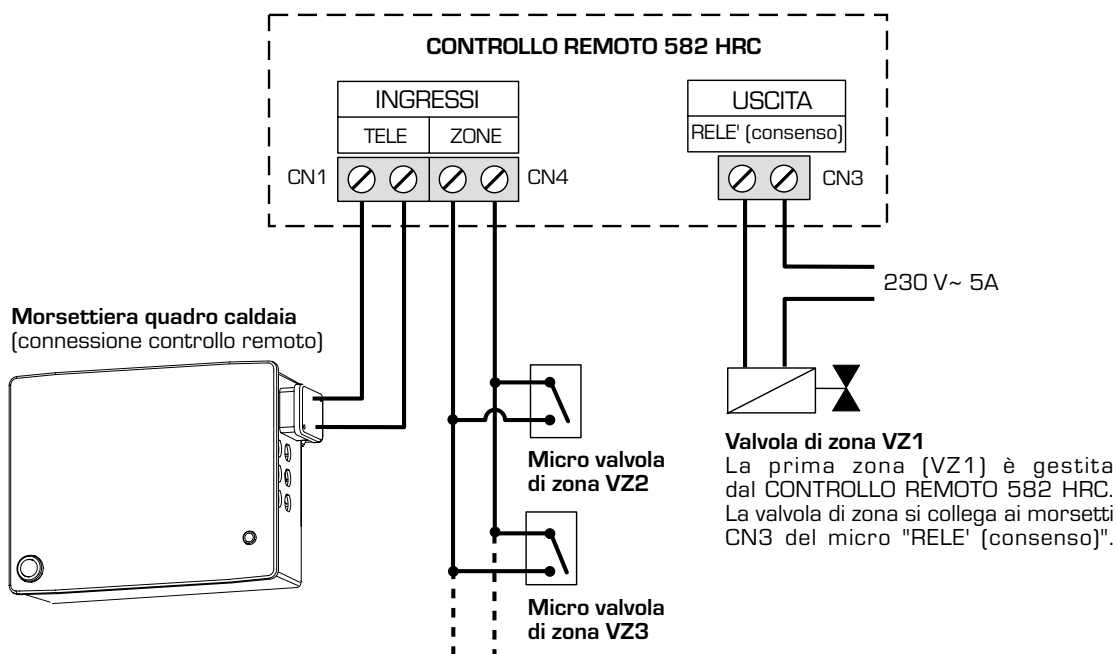 CONTROLLO REMOTO 582 HRC
INGRESSI
TELE
ZONE
CN1
CN4
USCITA
RELE' (consenso)
CN3
230 V~ 5A
Morsettiera quadro caldaia
(connessione controllo remoto)
Micro valvola
di zona VZ2
Micro valvola
di zona VZ3
Valvola di zona VZ1
La prima zona (VZ1) è gestita
dal CONTROLLO REMOTO 582 HRC.
La valvola di zona si collega ai morsetti
CN3 del micro "RELE' (consenso)".